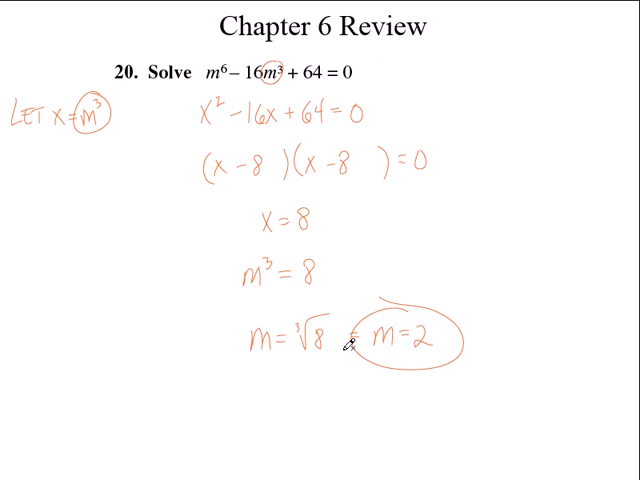 Chapter 6 Review
20. Solve m⁶ – 16m³ + 64 = 0
LET x = m³
x² - 16x + 64 = 0
(x - 8 )(x - 8 ) = 0
x = 8
m³ = 8
m = ∛8 = m = 2